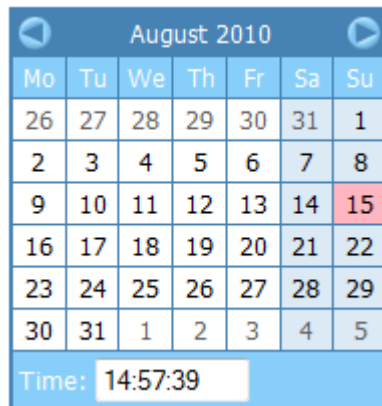 August 2010
Mo Tu We Th Fr Sa Su
26 27 28 29 30 31 1
2 3 4 5 6 7 8
9 10 11 12 13 14 15
16 17 18 19 20 21 22
23 24 25 26 27 28 29
30 31 1 2 3 4 5
Time: 14:57:39